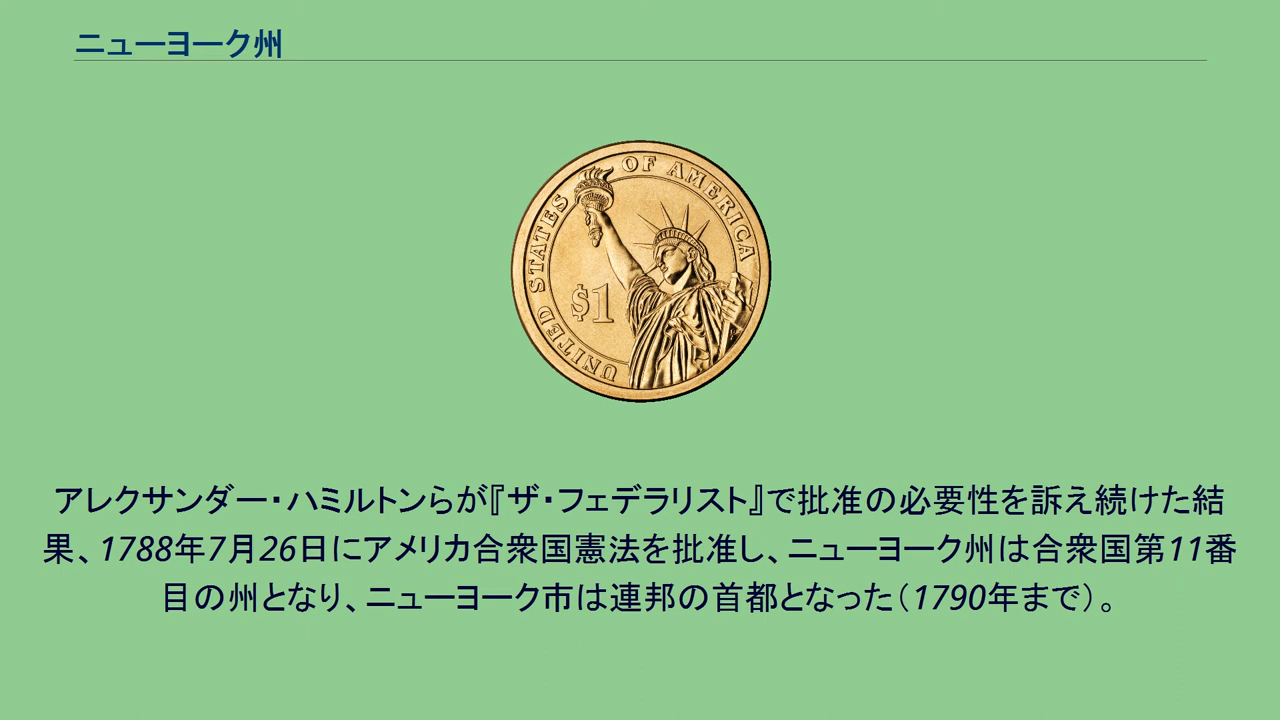 ニューヨーク州
UNITED STATES OF AMERICA
$1
アレクサンダー・ハミルトンらが『ザ・フェデラリスト』で批准の必要性を訴え続けた結
果、1788年7月26日にアメリカ合衆国憲法を批准し、ニューヨーク州は合衆国第11番
目の州となり、ニューヨーク市は連邦の首都となった（1790年まで）。